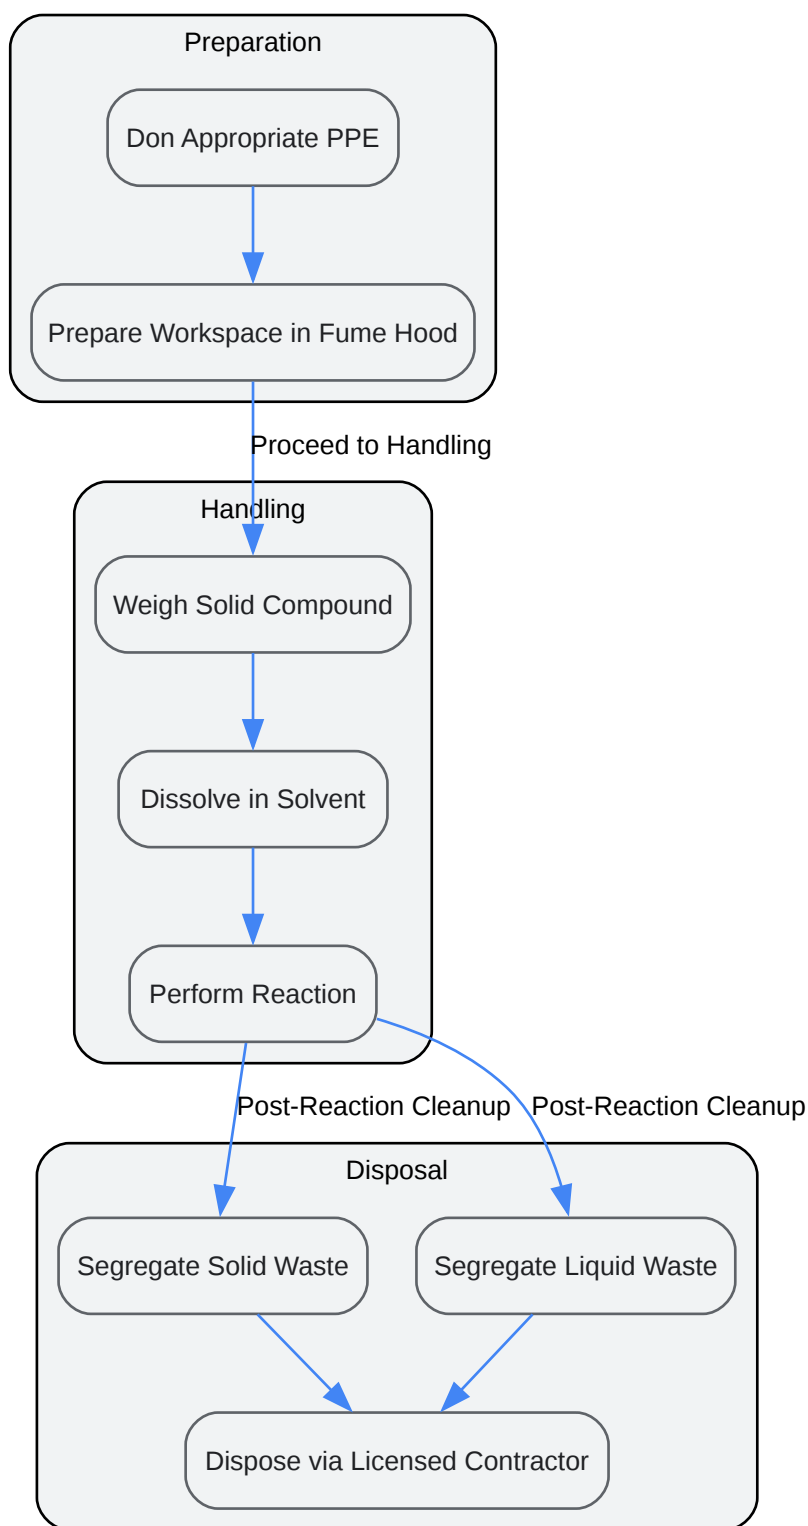 Preparation
Don Appropriate PPE
Prepare Workspace in Fume Hood
Proceed to Handling
Handling
Weigh Solid Compound
Dissolve in Solvent
Perform Reaction
Post-Reaction Cleanup
Post-Reaction Cleanup
Disposal
Segregate Solid Waste
Segregate Liquid Waste
Dispose via Licensed Contractor